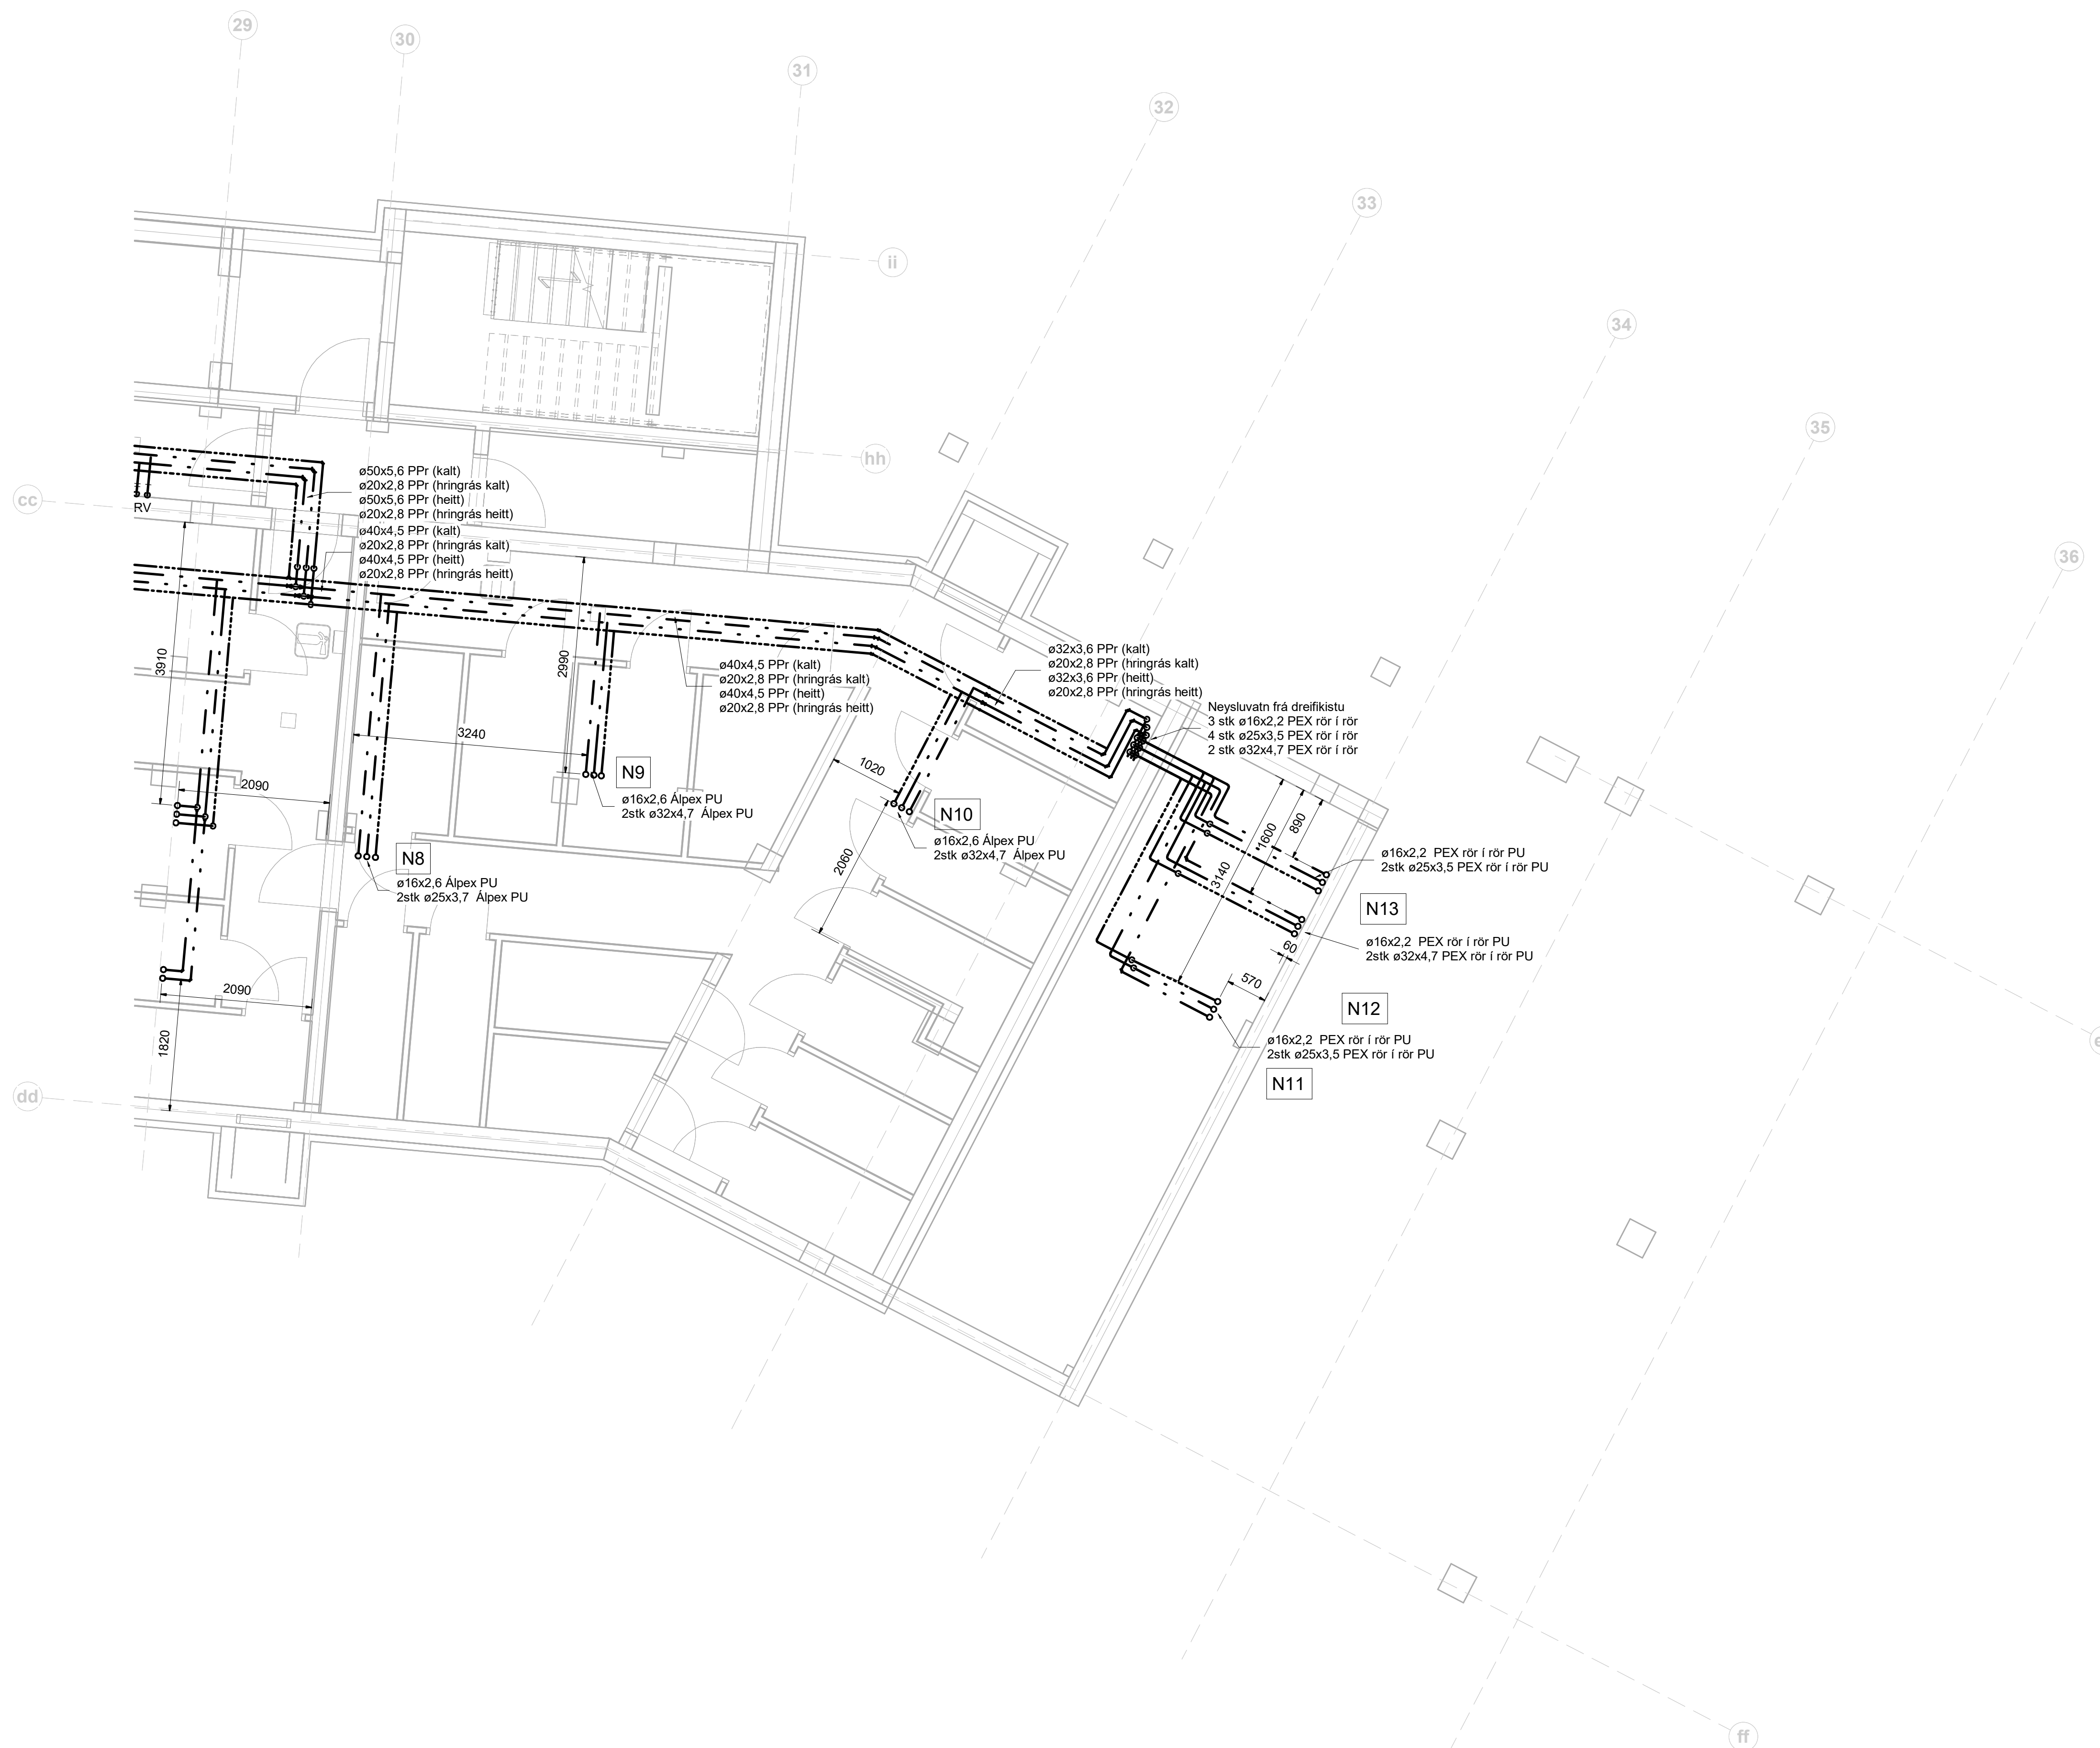 29
30
31
32
33
34
35
36
ii
hh
cc
dd
ff
RV
ø50x5,6 PPr (kalt)
ø20x2,8 PPr (hringrás kalt)
ø50x5,6 PPr (heitt)
ø20x2,8 PPr (hringrás heitt)
ø40x4,5 PPr (kalt)
ø20x2,8 PPr (hringrás kalt)
ø40x4,5 PPr (heitt)
ø20x2,8 PPr (hringrás heitt)
ø40x4,5 PPr (kalt)
ø20x2,8 PPr (hringrás kalt)
ø40x4,5 PPr (heitt)
ø20x2,8 PPr (hringrás heitt)
ø32x3,6 PPr (kalt)
ø20x2,8 PPr (hringrás kalt)
ø32x3,6 PPr (heitt)
ø20x2,8 PPr (hringrás heitt)
Neysluvatn frá dreifikistu
3 stk ø16x2,2 PEX rör í rör
4 stk ø25x3,5 PEX rör í rör
2 stk ø32x4,7 PEX rör í rör
3910
2990
3240
2090
1020
2060
1600
890
3140
60
570
2090
1820
N9
ø16x2,6 Álpex PU
2stk ø32x4,7 Álpex PU
N10
ø16x2,6 Álpex PU
2stk ø32x4,7 Álpex PU
N8
ø16x2,6 Álpex PU
2stk ø25x3,7 Álpex PU
ø16x2,2 PEX rör í rör PU
2stk ø25x3,5 PEX rör í rör PU
N13
ø16x2,2 PEX rör í rör PU
2stk ø32x4,7 PEX rör í rör PU
N12
ø16x2,2 PEX rör í rör PU
2stk ø25x3,5 PEX rör í rör PU
N11